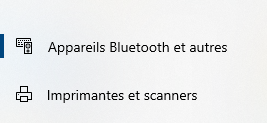 Appareils Bluetooth et autres
Imprimantes et scanners